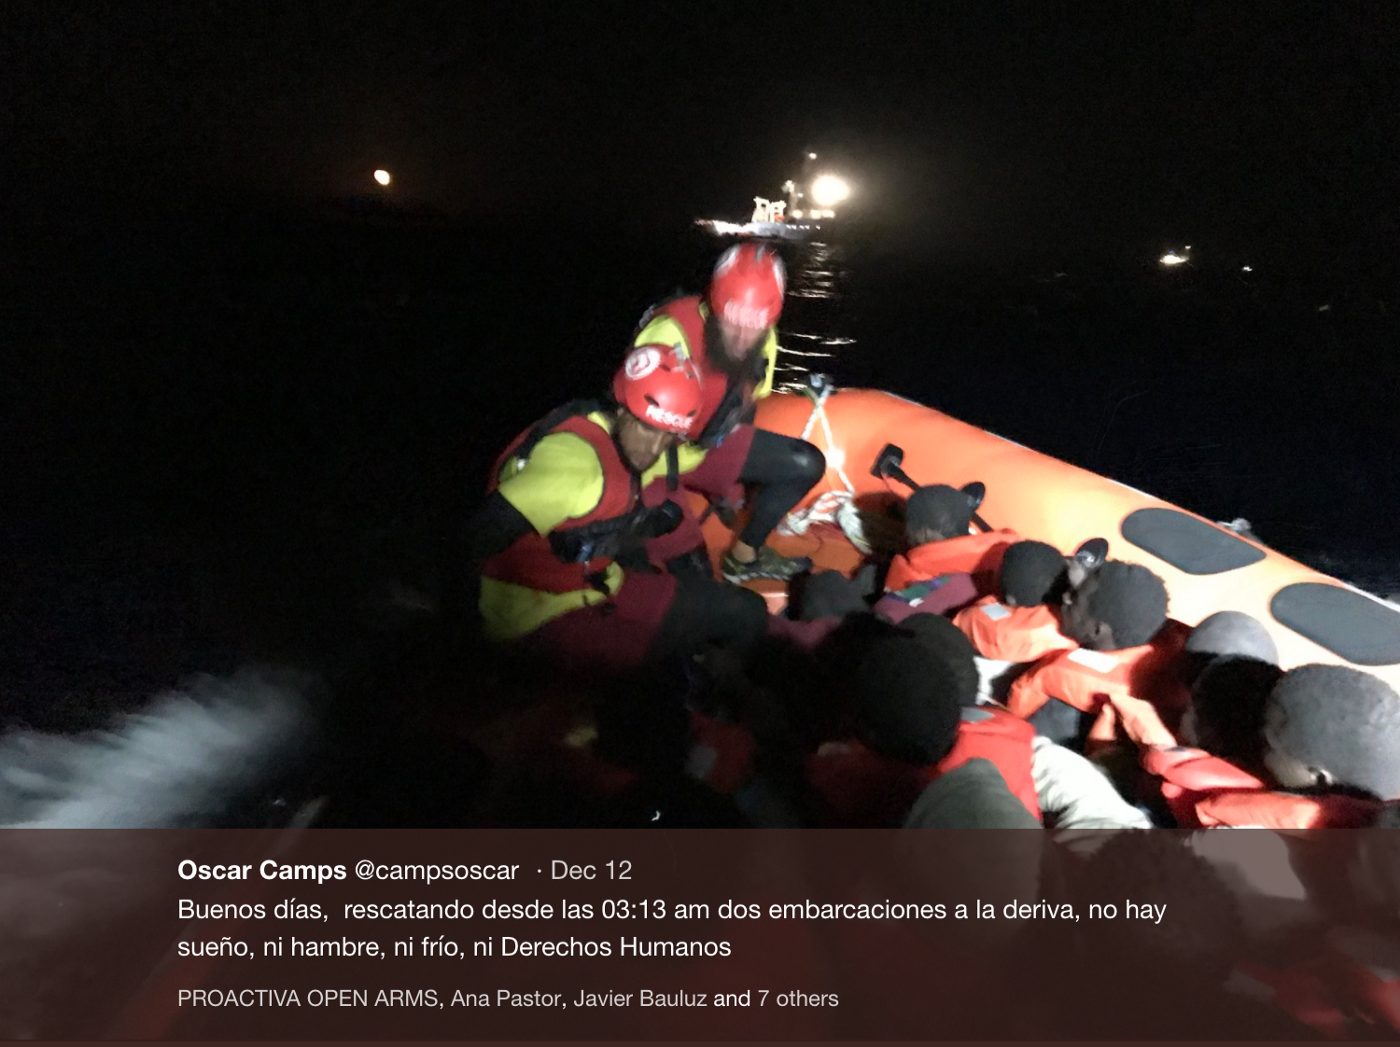 RESCUE
RESCUE
Oscar Camps @campsoscar · Dec 12
Buenos días,  rescatando desde las 03:13 am dos embarcaciones a la deriva, no hay
sueño, ni hambre, ni frío, ni Derechos Humanos
PROACTIVA OPEN ARMS, Ana Pastor, Javier Bauluz and 7 others